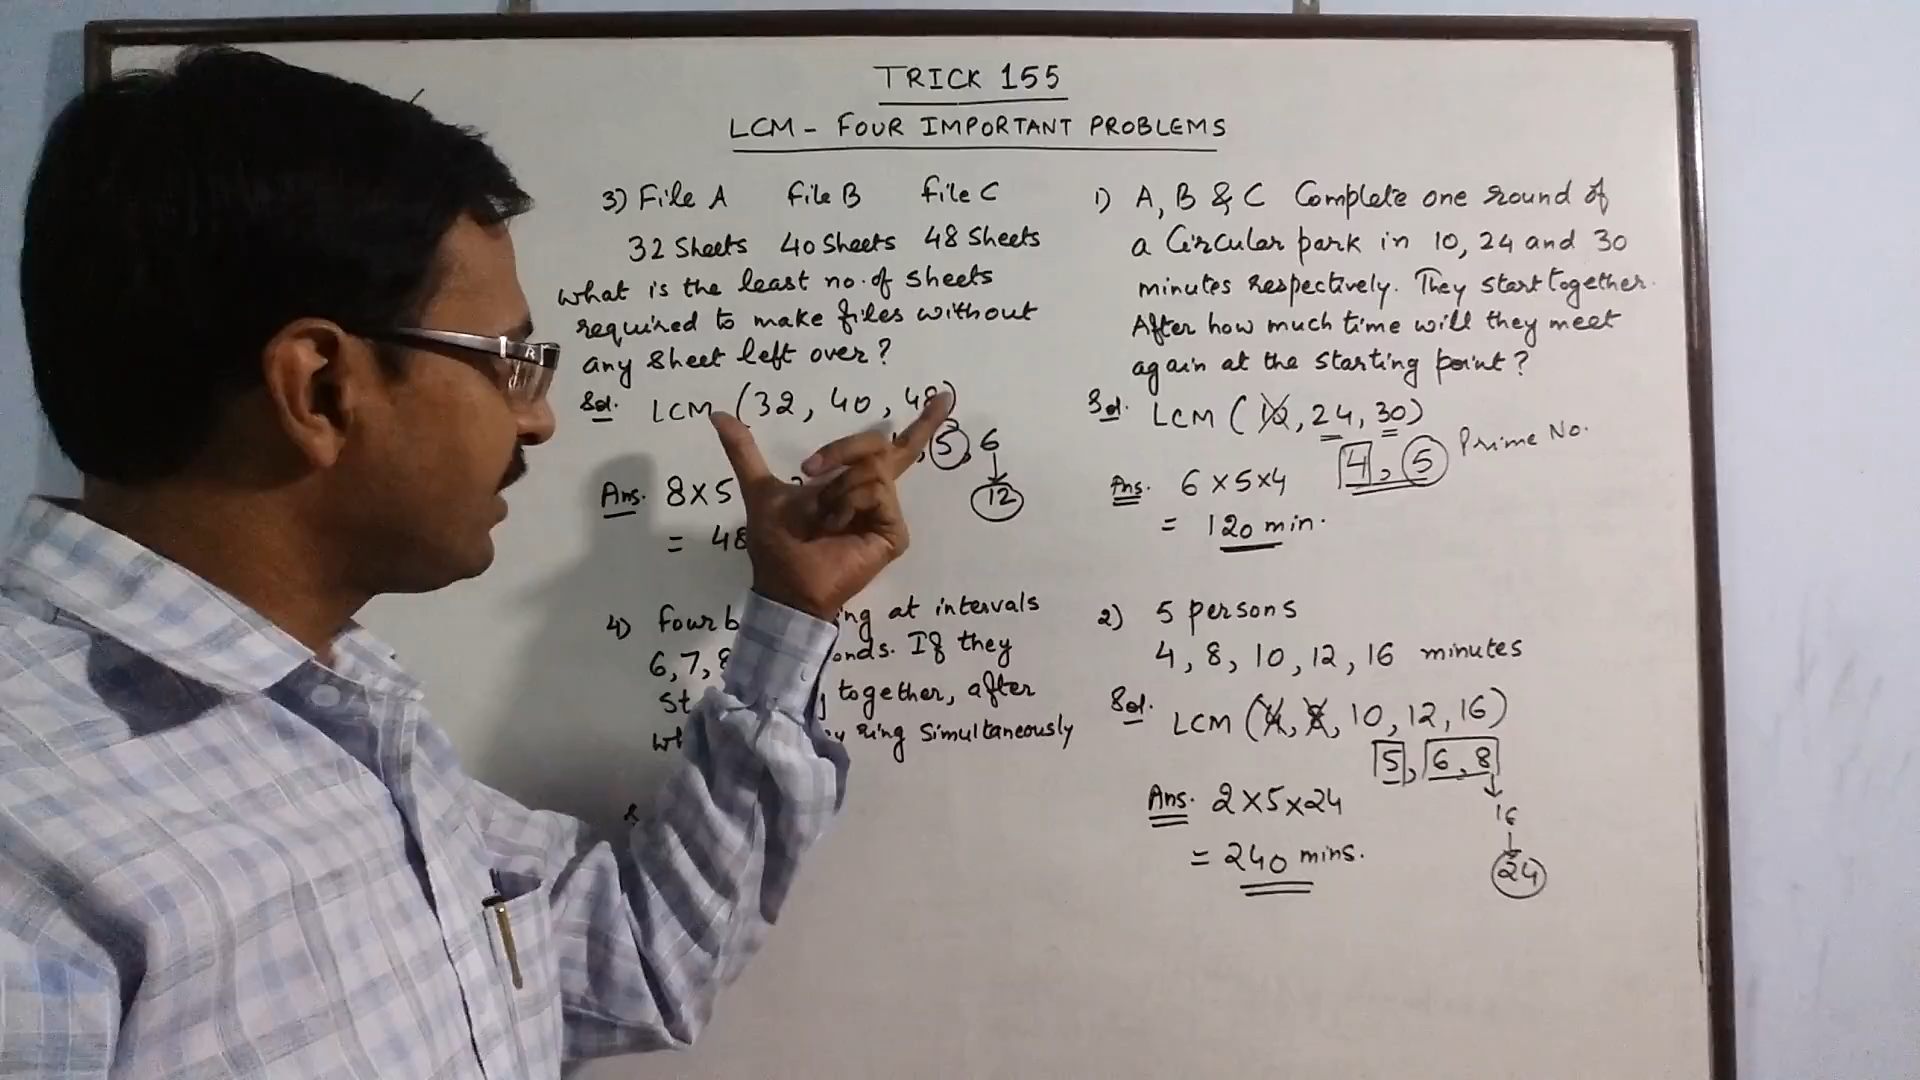 TRICK 155
LCM - FOUR IMPORTANT PROBLEMS
3) File A File B File C
32 Sheets 40 Sheets 48 Sheets
What is the least no. of sheets
required to make files without
any sheet left over?
Sol. LCM (32, 40, 48)
, 5, 6
12
Ans. 8 x 5
= 48
4) Four at intervals
6, 7, If they
together, after
ring simultaneously
1) A, B & C Complete one round of
a Circular park in 10, 24 and 30
minutes respectively. They start together.
After how much time will they meet
again at the starting point?
Sol. LCM (10, 24, 30)
4, 5 Prime No.
Ans. 6 x 5 x 4
= 120 min.
2) 5 persons
4, 8, 10, 12, 16 minutes
Sol. LCM (4, 8, 10, 12, 16)
5, 6, 8
16
24
Ans. 2 x 5 x 24
= 240 mins.